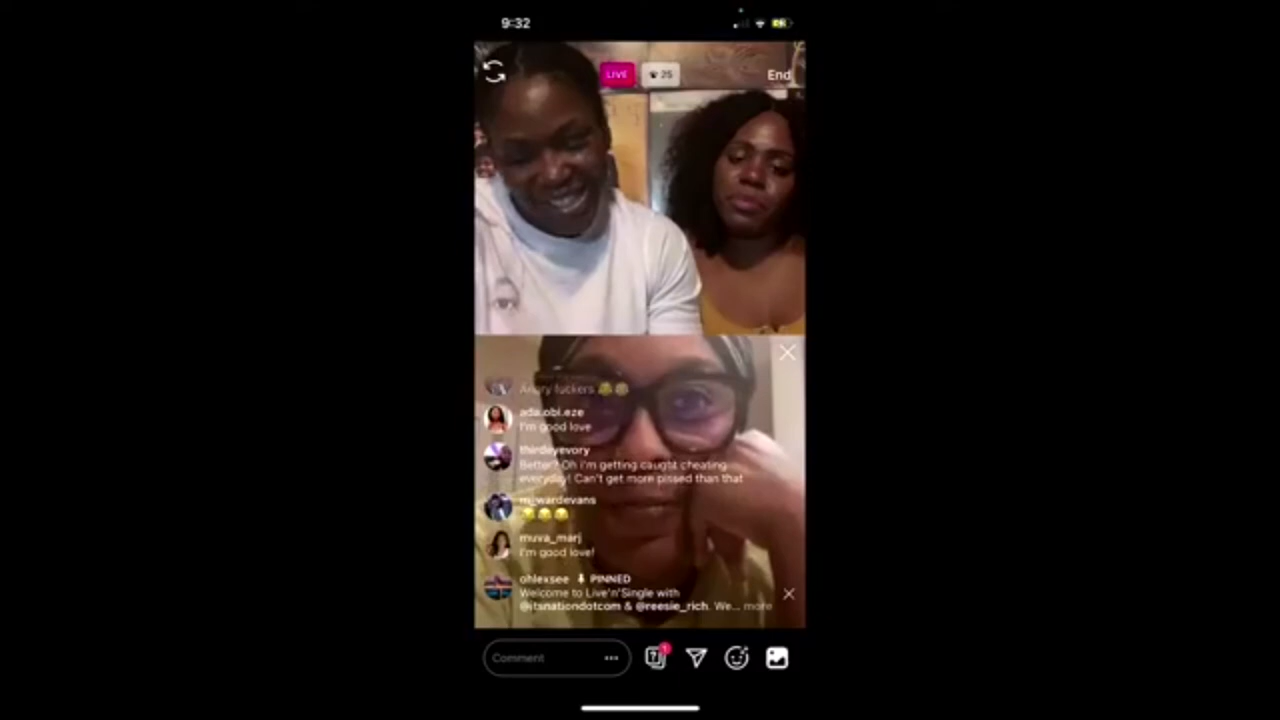 9:32
LIVE
25
End
Angry fuckers 😂😂
ada.obi.eze
I'm good love
thirdeyevory
Better? Oh I'm getting caught cheating
everyday! Can't get more pissed than that
m_wardevans
😂😂😂
muva_marj
I'm good love!
ohlexsee PINNED
Welcome to Live'n'Single with
@itsnationdotcom & @reesie_rich. We... more
Comment
1